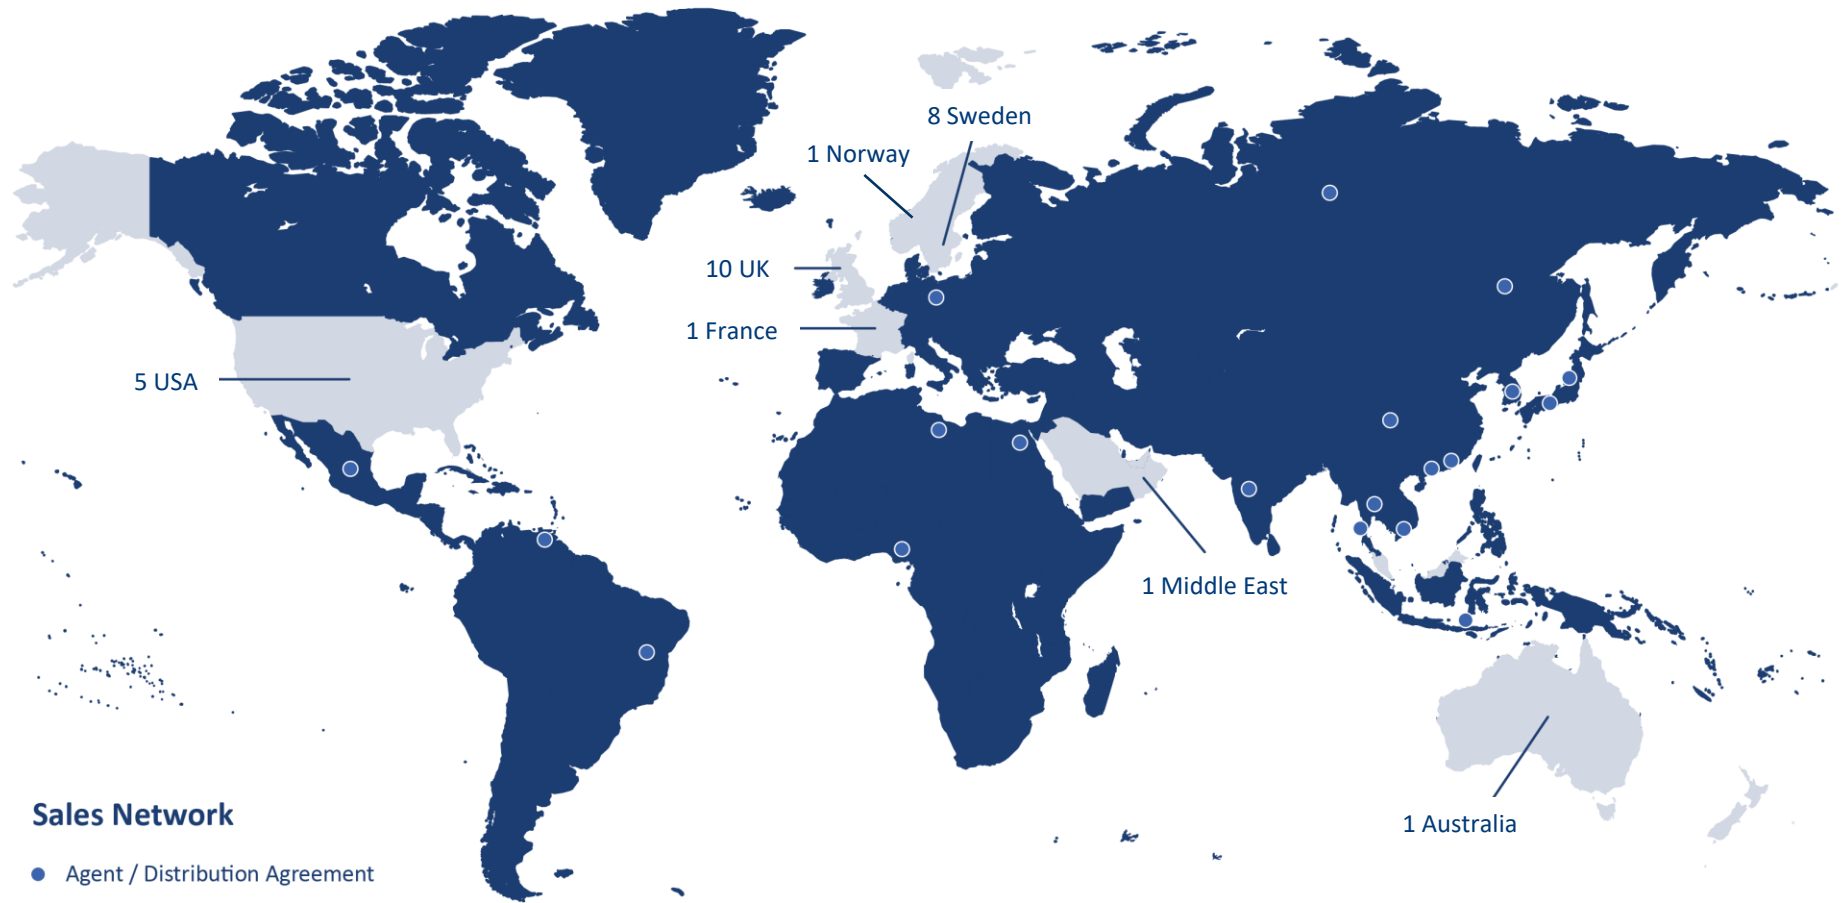 8 Sweden
1 Norway
10 UK
1 France
5 USA
1 Middle East
1 Australia
Sales Network
Agent / Distribution Agreement